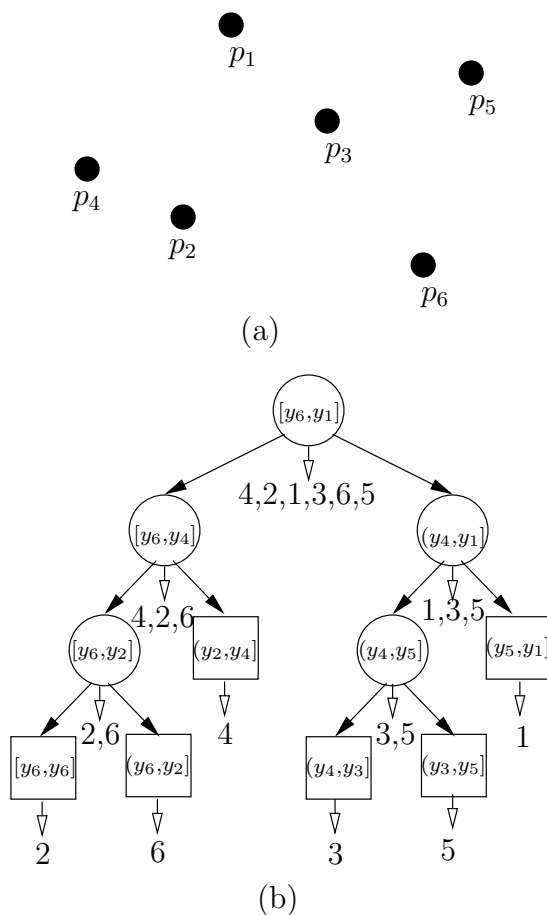 p₁
p₅
p₃
p₄
p₂
p₆
(a)
[y₆,y₁]
4,2,1,3,6,5
[y₆,y₄] (y₄,y₁]
4,2,6 1,3,5
[y₆,y₂] (y₂,y₄] (y₄,y₅] (y₅,y₁]
2,6 4 3,5 1
[y₆,y₆] (y₆,y₂] (y₄,y₃] (y₃,y₅]
2 6 3 5
(b)